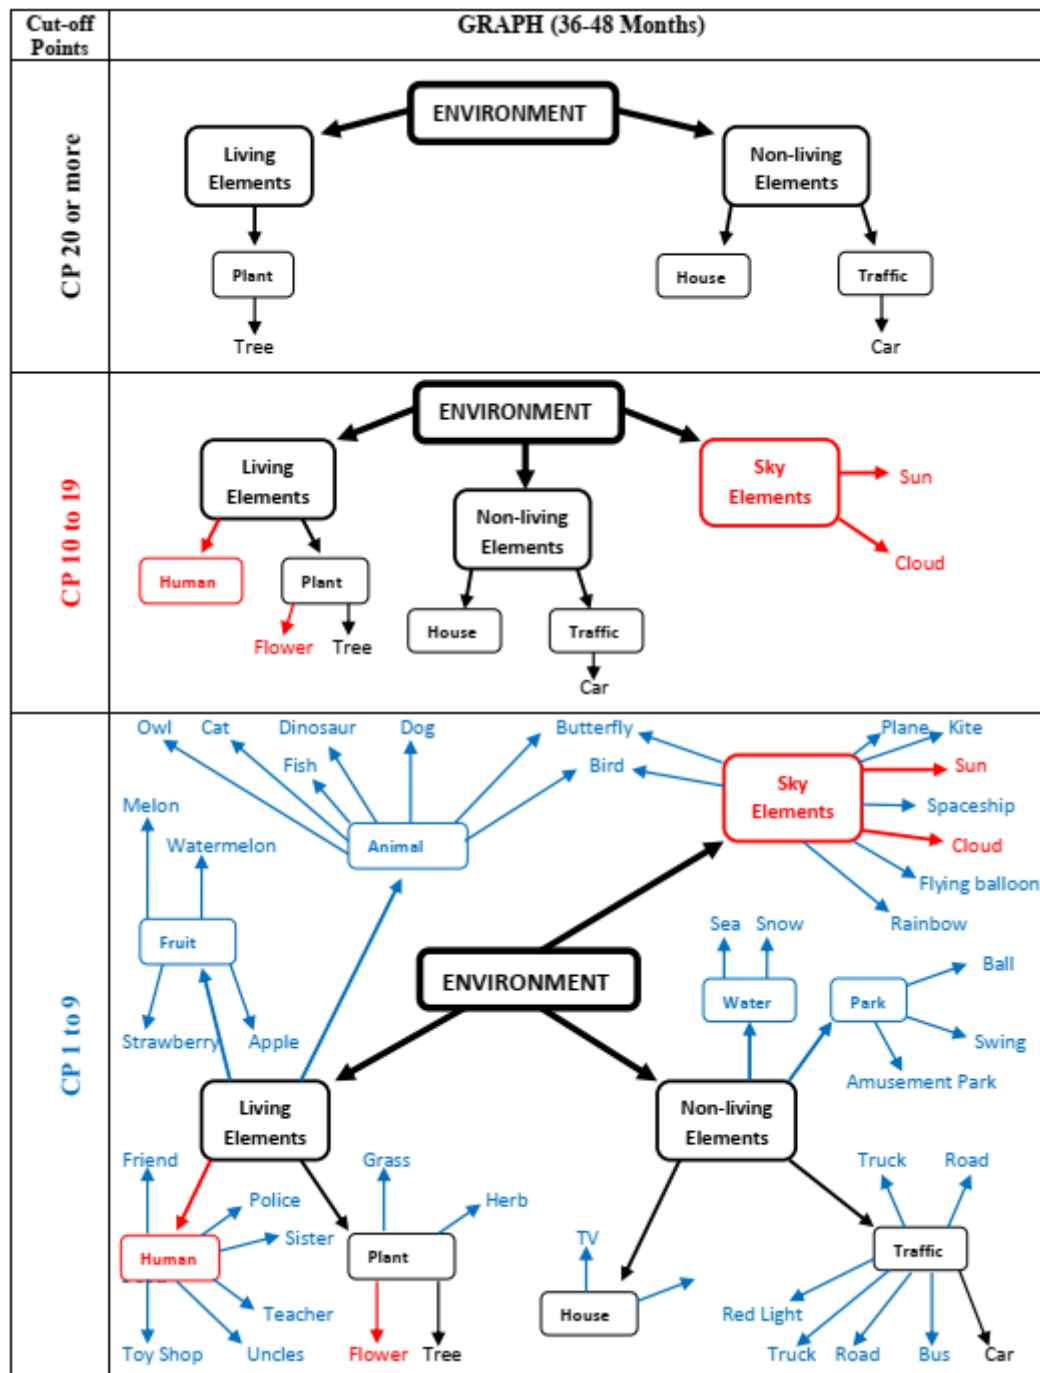 Cut-off
Points
GRAPH (36-48 Months)
CP 20 or more
ENVIRONMENT
Living
Elements
Non-living
Elements
Plant
House
Traffic
Tree
Car
CP 10 to 19
ENVIRONMENT
Living
Elements
Sky
Elements
Sun
Non-living
Elements
Cloud
Human
Plant
House
Traffic
Flower
Tree
Car
CP 1 to 9
Owl
Cat
Dinosaur
Dog
Butterfly
Plane
Kite
Fish
Bird
Sky
Elements
Sun
Melon
Spaceship
Watermelon
Animal
Cloud
Flying balloon
Fruit
Sea
Snow
Rainbow
ENVIRONMENT
Water
Park
Ball
Strawberry
Apple
Swing
Amusement Park
Living
Elements
Non-living
Elements
Friend
Grass
Truck
Road
Police
Herb
Sister
TV
Human
Plant
Traffic
Teacher
House
Red Light
Toy Shop
Uncles
Flower
Tree
Truck
Road
Bus
Car